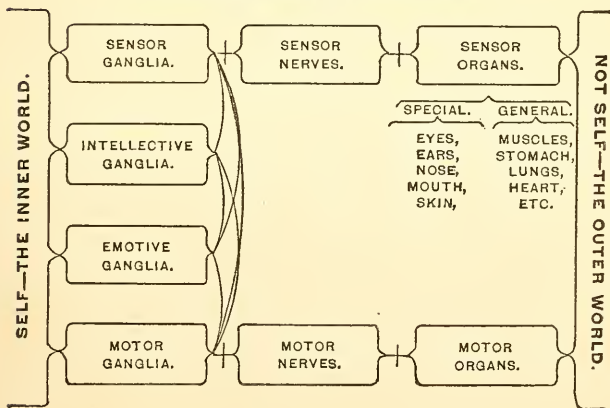 SELF—THE INNER WORLD.
SENSOR
GANGLIA.
SENSOR
NERVES.
SENSOR
ORGANS.
SPECIAL. GENERAL.
EYES,
EARS,
NOSE,
MOUTH,
SKIN,
MUSCLES,
STOMACH,
LUNGS,
HEART,
ETC.
INTELLECTIVE
GANGLIA.
EMOTIVE
GANGLIA.
MOTOR
GANGLIA.
MOTOR
NERVES.
MOTOR
ORGANS.
NOT SELF—THE OUTER WORLD.